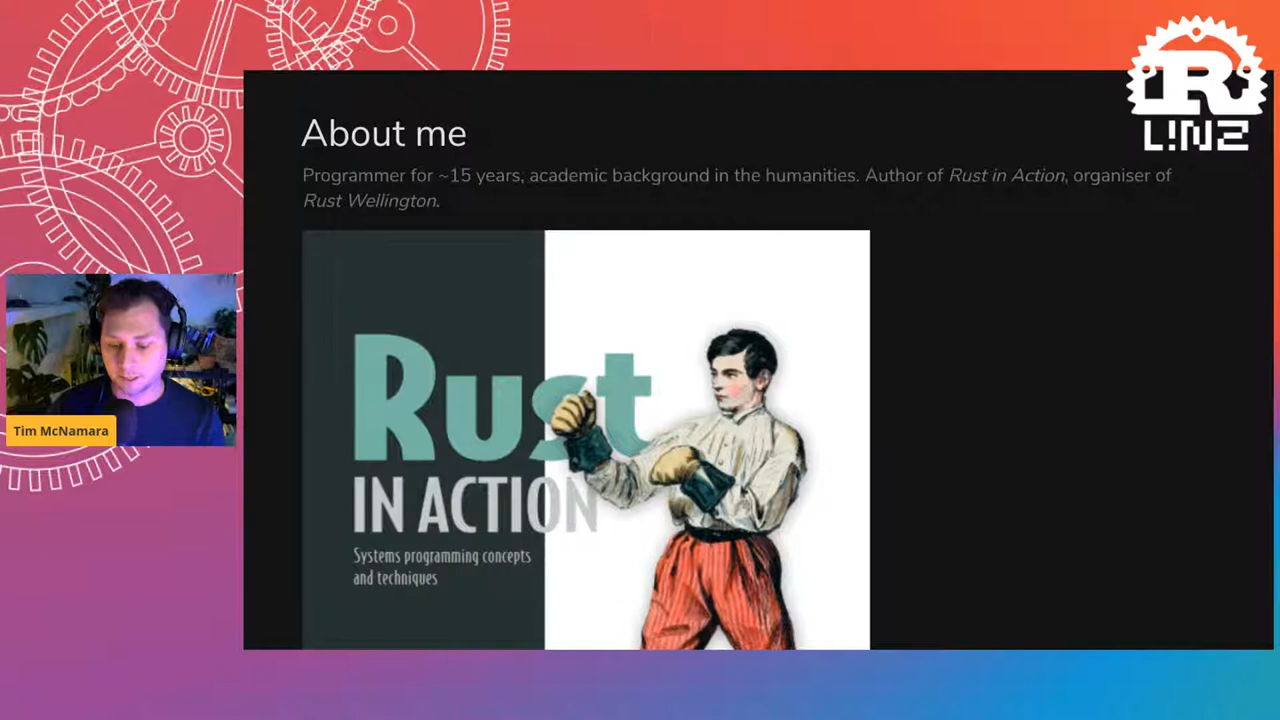 R
L!NZ
About me
Programmer for ~15 years, academic background in the humanities. Author of Rust in Action, organiser of
Rust Wellington.
Tim McNamara
Rust
IN ACTION
Systems programming concepts
and techniques